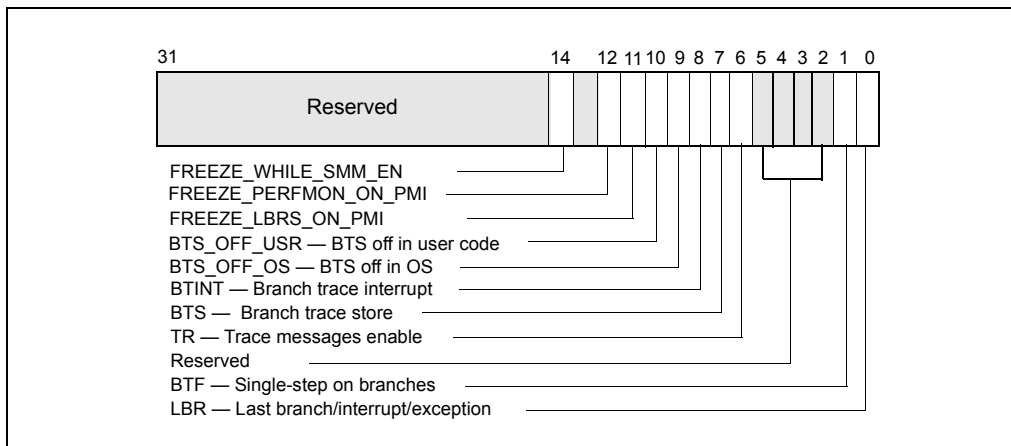 31 14 12 11 10 9 8 7 6 5 4 3 2 1 0
Reserved
FREEZE_WHILE_SMM_EN
FREEZE_PERFMON_ON_PMI
FREEZE_LBRS_ON_PMI
BTS_OFF_USR — BTS off in user code
BTS_OFF_OS — BTS off in OS
BTINT — Branch trace interrupt
BTS — Branch trace store
TR — Trace messages enable
Reserved
BTF — Single-step on branches
LBR — Last branch/interrupt/exception